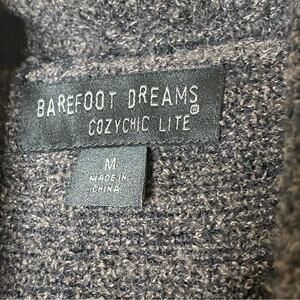 BAREFOOT DREAMS®
COZYCHIC LITE
M
MADE IN
CHINA